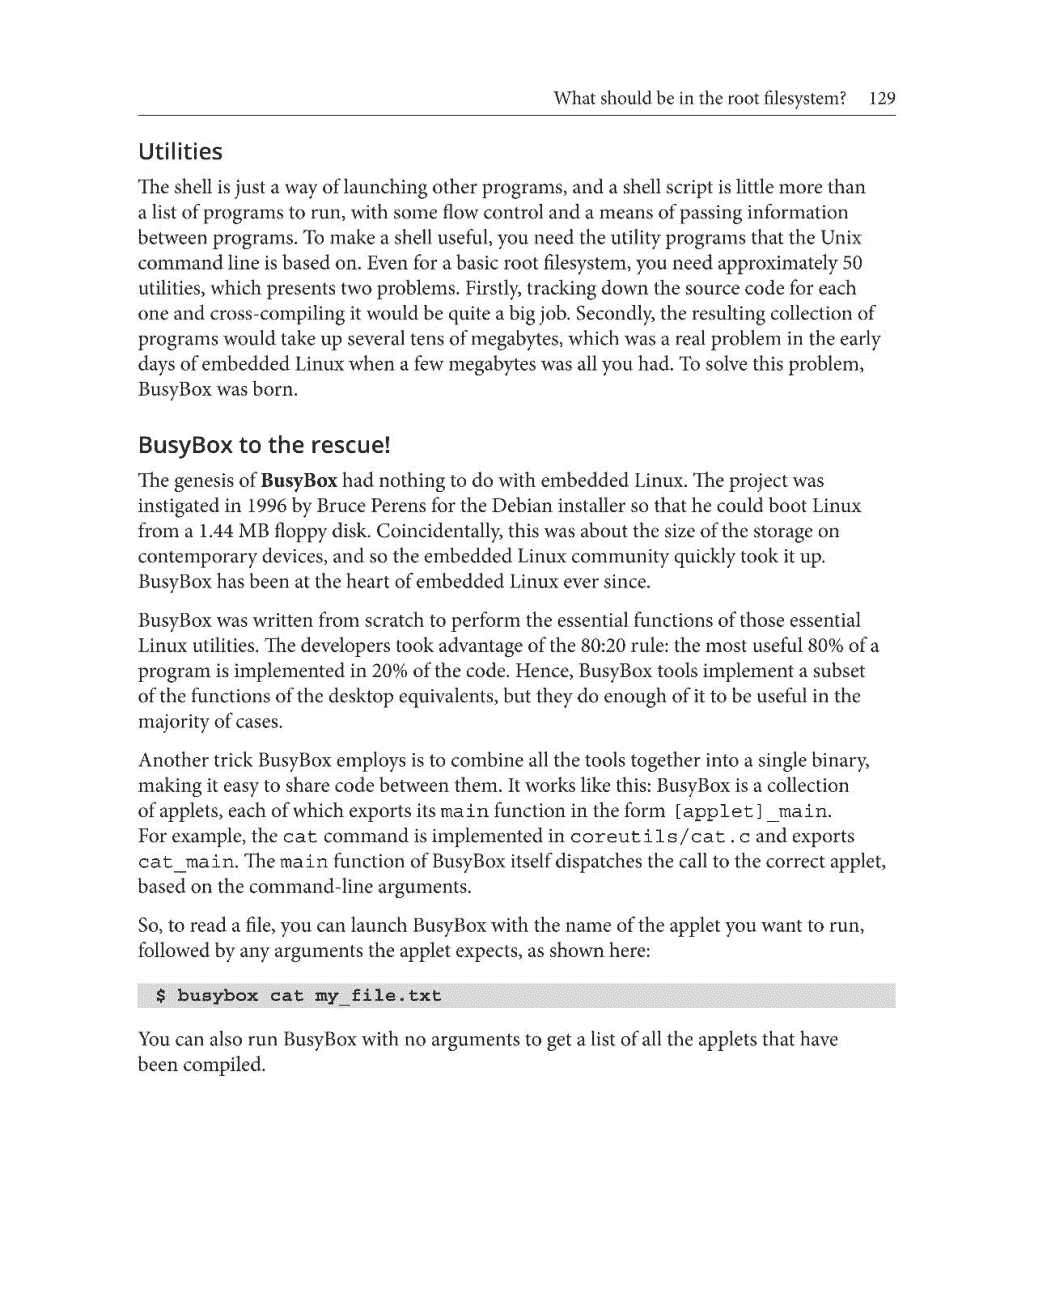 What should be in the root filesystem? 129
Utilities
The shell is just a way of launching other programs, and a shell script is little more than
a list of programs to run, with some flow control and a means of passing information
between programs. To make a shell useful, you need the utility programs that the Unix
command line is based on. Even for a basic root filesystem, you need approximately 50
utilities, which presents two problems. Firstly, tracking down the source code for each
one and cross-compiling it would be quite a big job. Secondly, the resulting collection of
programs would take up several tens of megabytes, which was a real problem in the early
days of embedded Linux when a few megabytes was all you had. To solve this problem,
BusyBox was born.
BusyBox to the rescue!
The genesis of BusyBox had nothing to do with embedded Linux. The project was
instigated in 1996 by Bruce Perens for the Debian installer so that he could boot Linux
from a 1.44 MB floppy disk. Coincidentally, this was about the size of the storage on
contemporary devices, and so the embedded Linux community quickly took it up.
BusyBox has been at the heart of embedded Linux ever since.
BusyBox was written from scratch to perform the essential functions of those essential
Linux utilities. The developers took advantage of the 80:20 rule: the most useful 80% of a
program is implemented in 20% of the code. Hence, BusyBox tools implement a subset
of the functions of the desktop equivalents, but they do enough of it to be useful in the
majority of cases.
Another trick BusyBox employs is to combine all the tools together into a single binary,
making it easy to share code between them. It works like this: BusyBox is a collection
of applets, each of which exports its main function in the form [applet]_main.
For example, the cat command is implemented in coreutils/cat.c and exports
cat_main. The main function of BusyBox itself dispatches the call to the correct applet,
based on the command-line arguments.
So, to read a file, you can launch BusyBox with the name of the applet you want to run,
followed by any arguments the applet expects, as shown here:
$ busybox cat my_file.txt
You can also run BusyBox with no arguments to get a list of all the applets that have
been compiled.